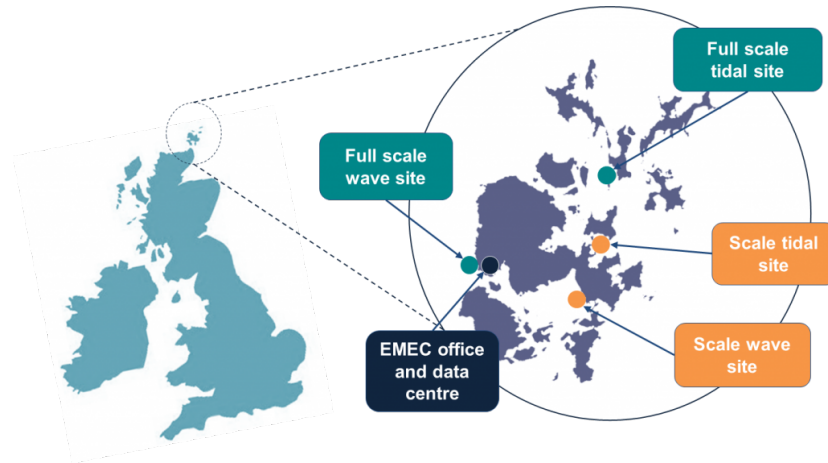 Full scale
tidal site
Full scale
wave site
Scale tidal
site
EMEC office
and data
centre
Scale wave
site